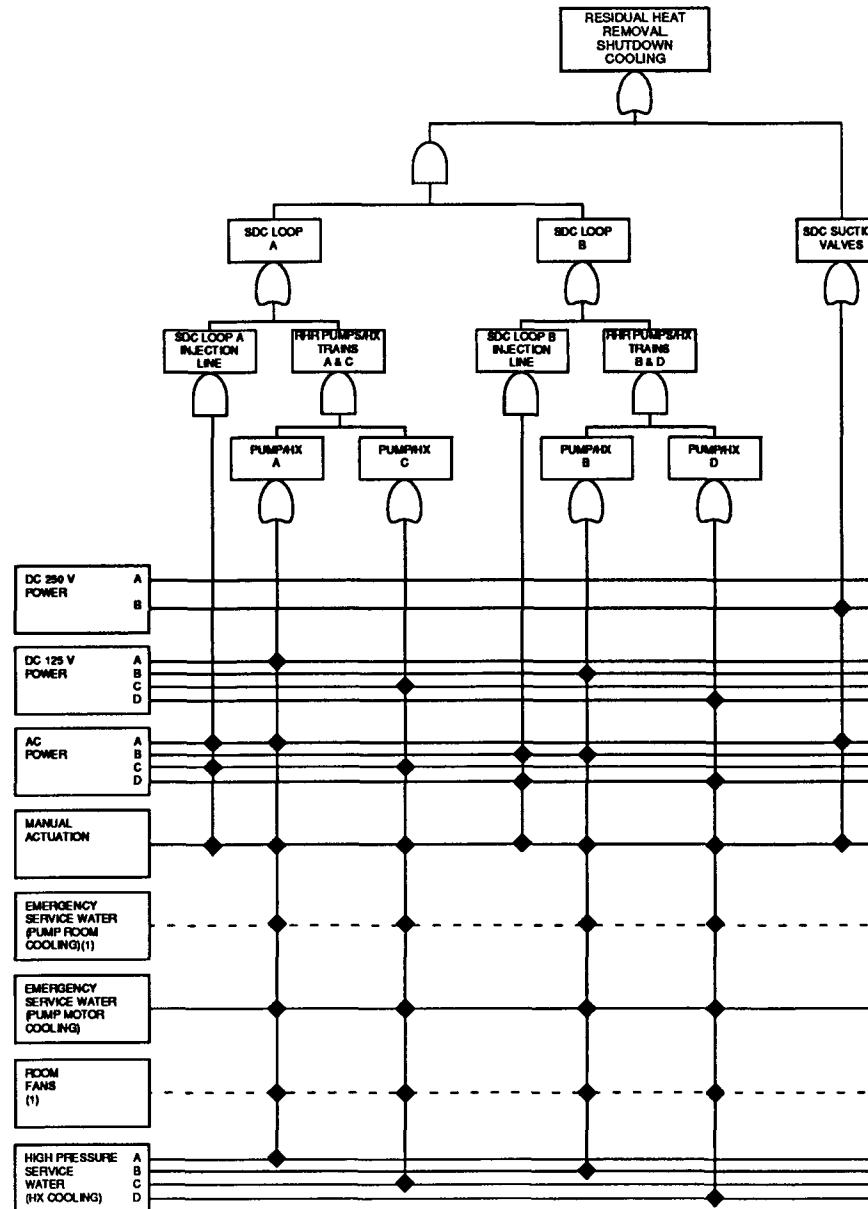 RESIDUAL HEAT
REMOVAL
SHUTDOWN
COOLING
SDC LOOP
A
SDC LOOP
B
SDC SUCTIO
VALVES
SDC LOOP A
INJECTION
LINE
RHR PUMPS/HX
TRAINS
A & C
SDC LOOP B
INJECTION
LINE
RHR PUMPS/HX
TRAINS
B & D
PUMP/HX
A
PUMP/HX
C
PUMP/HX
B
PUMP/HX
D
DC 250 V A
POWER
B
DC 125 V A
POWER B
C
D
AC A
POWER B
C
D
MANUAL
ACTUATION
EMERGENCY
SERVICE WATER
(PUMP ROOM
COOLING)(1)
EMERGENCY
SERVICE WATER
(PUMP MOTOR
COOLING)
ROOM
FANS
(1)
HIGH PRESSURE A
SERVICE B
WATER C
(HX COOLING) D